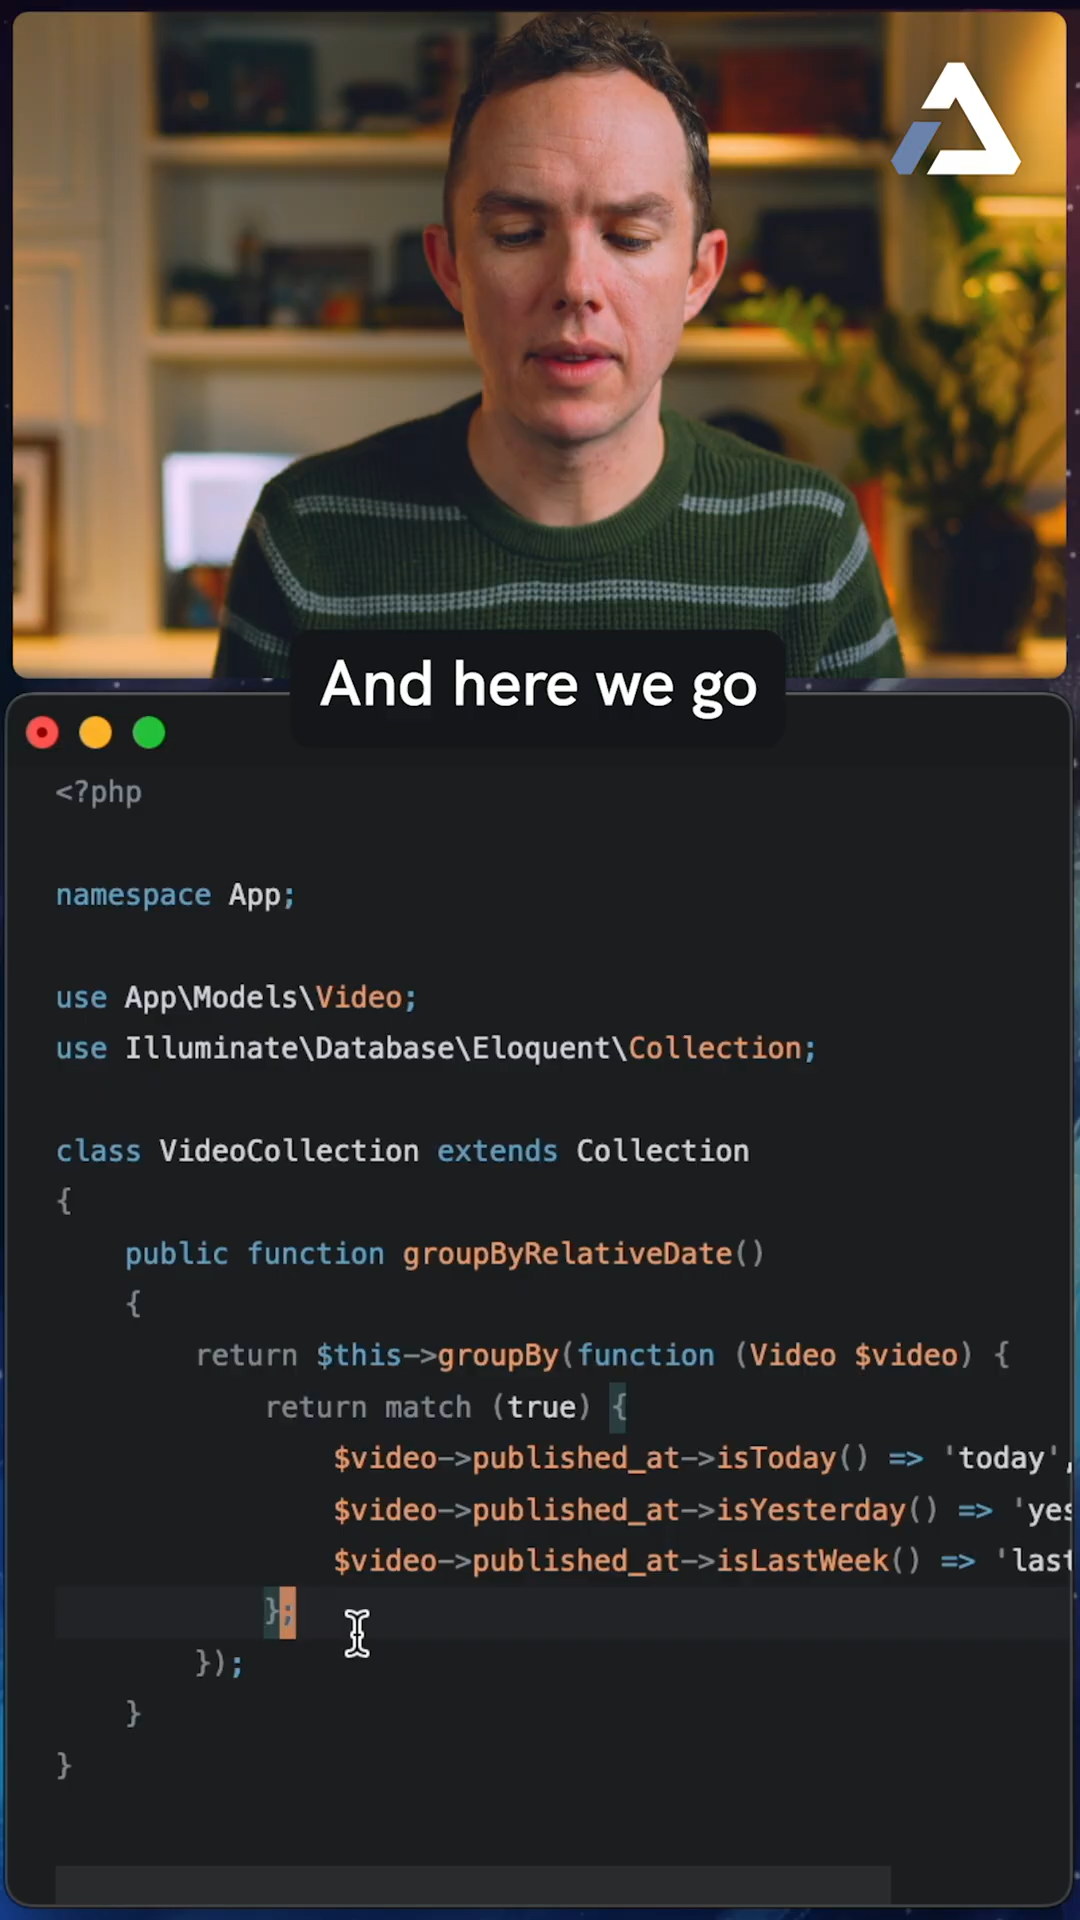 And here we go
<?php
namespace App;
use App\Models\Video;
use Illuminate\Database\Eloquent\Collection;
class VideoCollection extends Collection
{
public function groupByRelativeDate()
{
return $this->groupBy(function (Video $video) {
return match (true) {
$video->published_at->isToday() => 'today',
$video->published_at->isYesterday() => 'yes
$video->published_at->isLastWeek() => 'last
};
});
}
}